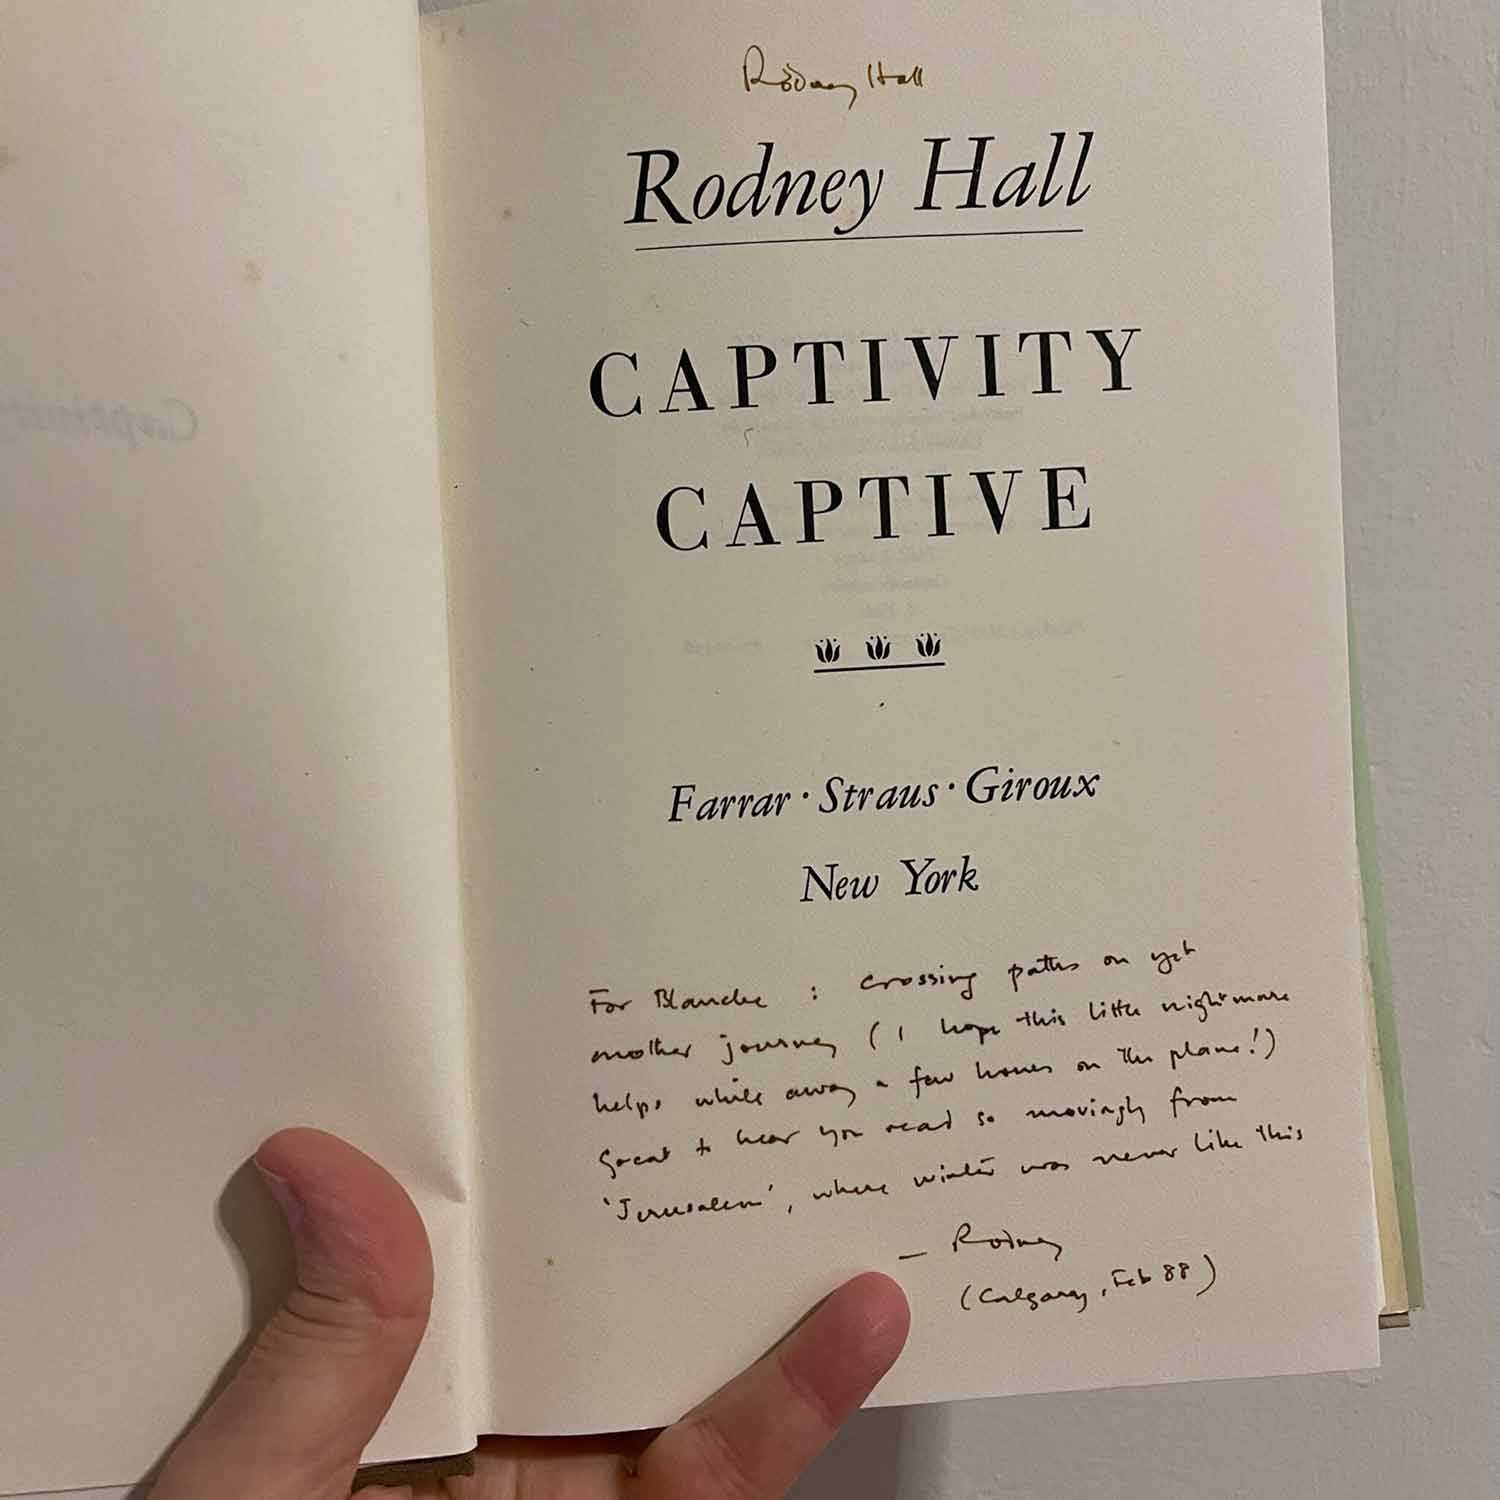 Rodney Hall
Rodney Hall
CAPTIVITY
CAPTIVE
Farrar · Straus · Giroux
New York
For Blanche : crossing paths on yet
another journey (I hope this little nightmare
helps while away a few hours on the plane!)
Great to hear you read so movingly from
'Jerusalem', where winter was never like this
— Rodney
(Calgary, Feb 88)